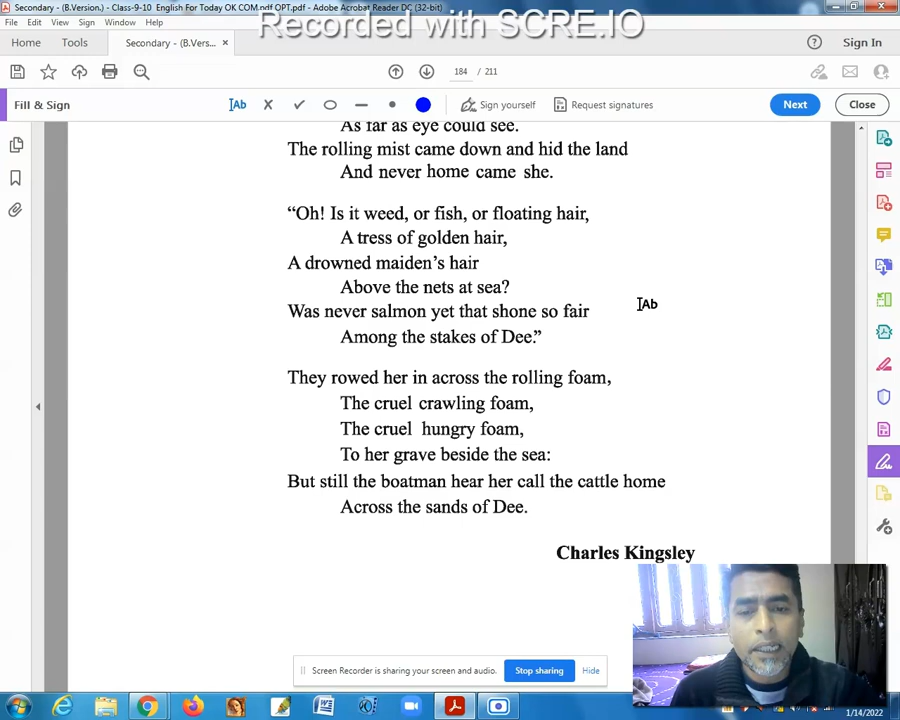 Secondary - (B.Version.) - Class-9-10 English For Today OK COM.pdf OPT.pdf - Adobe Acrobat Reader DC (32-bit)
Recorded with SCRE.IO
File Edit View Sign Window Help
Home Tools Secondary - (B.Vers... × Sign In
184 / 211
Fill & Sign Ab Sign yourself Request signatures Next Close
As far as eye could see.
The rolling mist came down and hid the land
And never home came she.
“Oh! Is it weed, or fish, or floating hair,
A tress of golden hair,
A drowned maiden’s hair
Above the nets at sea?
Was never salmon yet that shone so fair
Ab
Among the stakes of Dee.”
They rowed her in across the rolling foam,
The cruel crawling foam,
The cruel hungry foam,
To her grave beside the sea:
But still the boatman hear her call the cattle home
Across the sands of Dee.
Charles Kingsley
Screen Recorder is sharing your screen and audio. Stop sharing Hide
1/14/2022